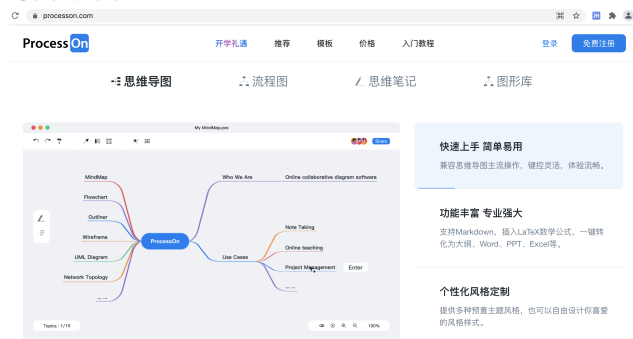 processon.com
ProcessOn
开学礼遇
推荐
模板
价格
入门教程
登录
免费注册
思维导图
流程图
思维笔记
图形库
My MindMap.pos
Share
MindMap
Flowchart
Outliner
Wireframe
UML Diagram
Network Topology
... ...
ProcessOn
Who We Are
Online collaborative diagram software
Use Cases
Note Taking
Online teaching
Project Management
Enter
... ...
Topics : 1/16
100%
快速上手 简单易用
兼容思维导图主流操作，键控灵活，体验流畅。
功能丰富 专业强大
支持Markdown，插入LaTeX数学公式，一键转
化为大纲、Word、PPT、Excel等。
个性化风格定制
提供多种预置主题风格，也可以自由设计你喜爱
的风格样式。